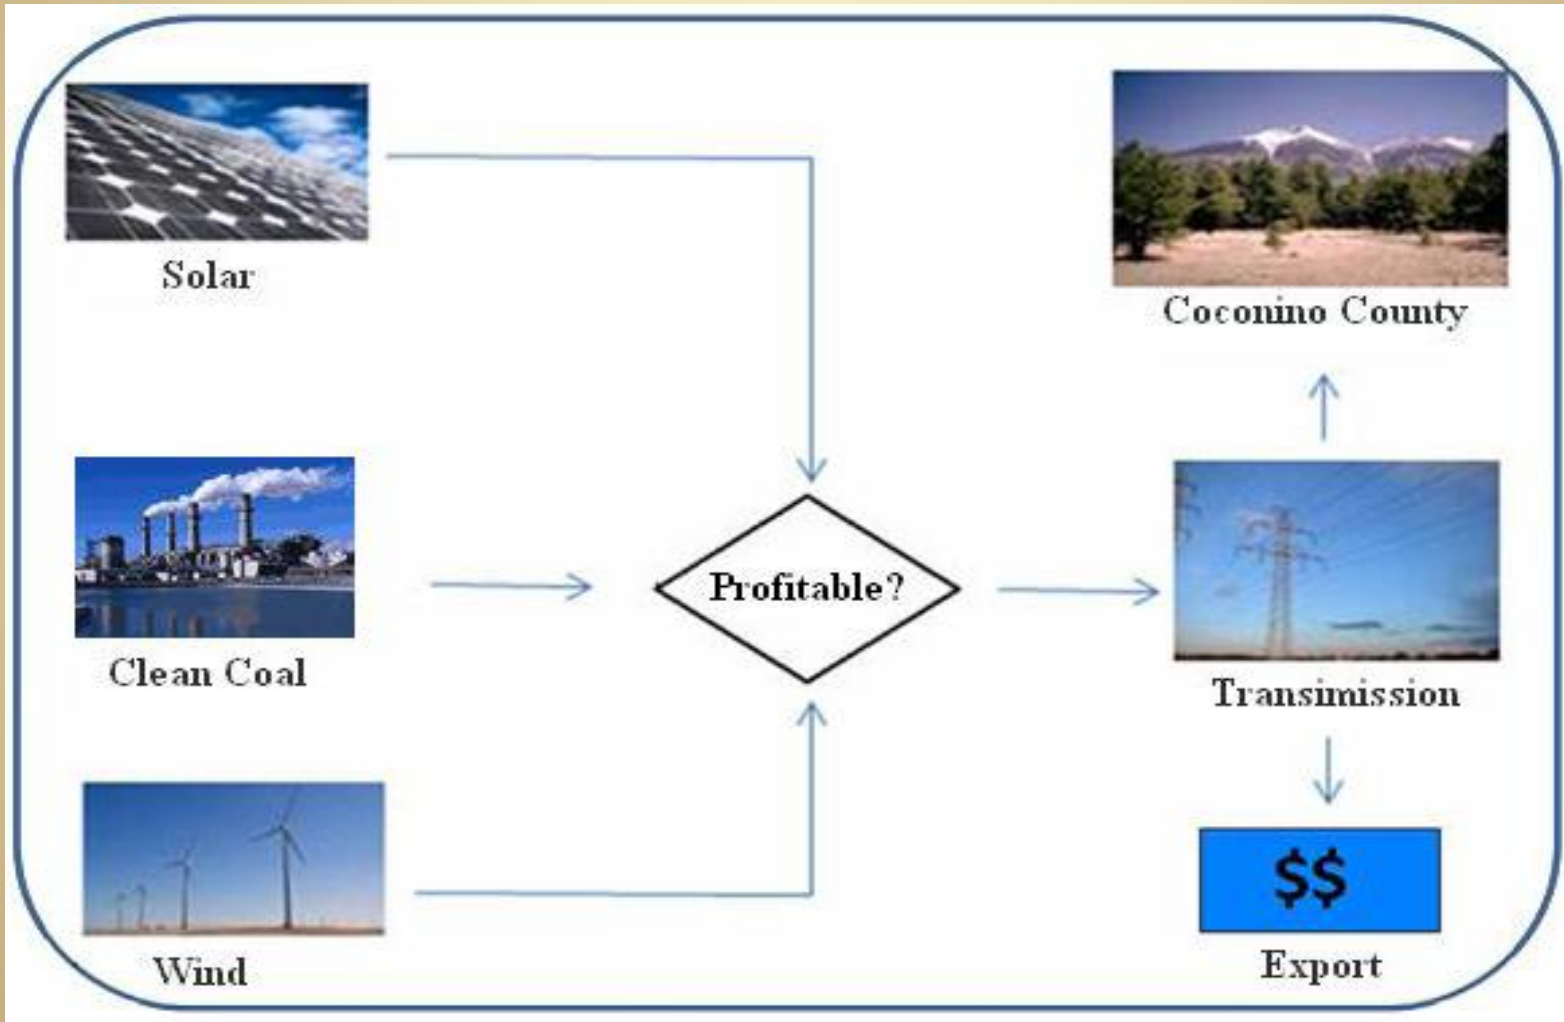 Solar
Coconino County
Clean Coal
Profitable?
Transimission
Wind
$$
Export